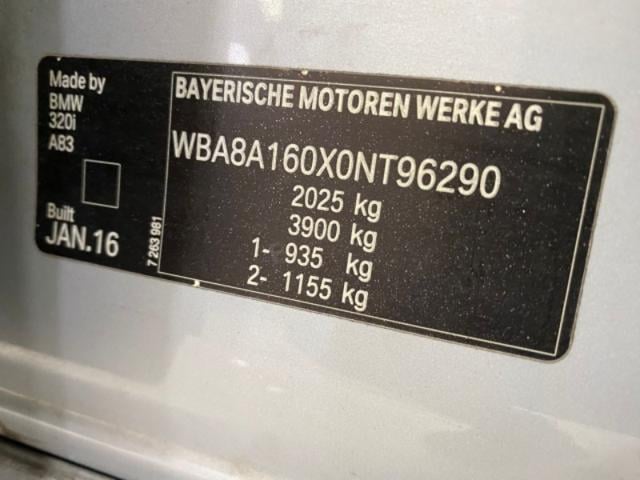 Made by
BMW
320i
A83
Built
JAN.16
7 263 981
BAYERISCHE MOTOREN WERKE AG
WBA8A160X0NT96290
2025 kg
3900 kg
1- 935 kg
2- 1155 kg